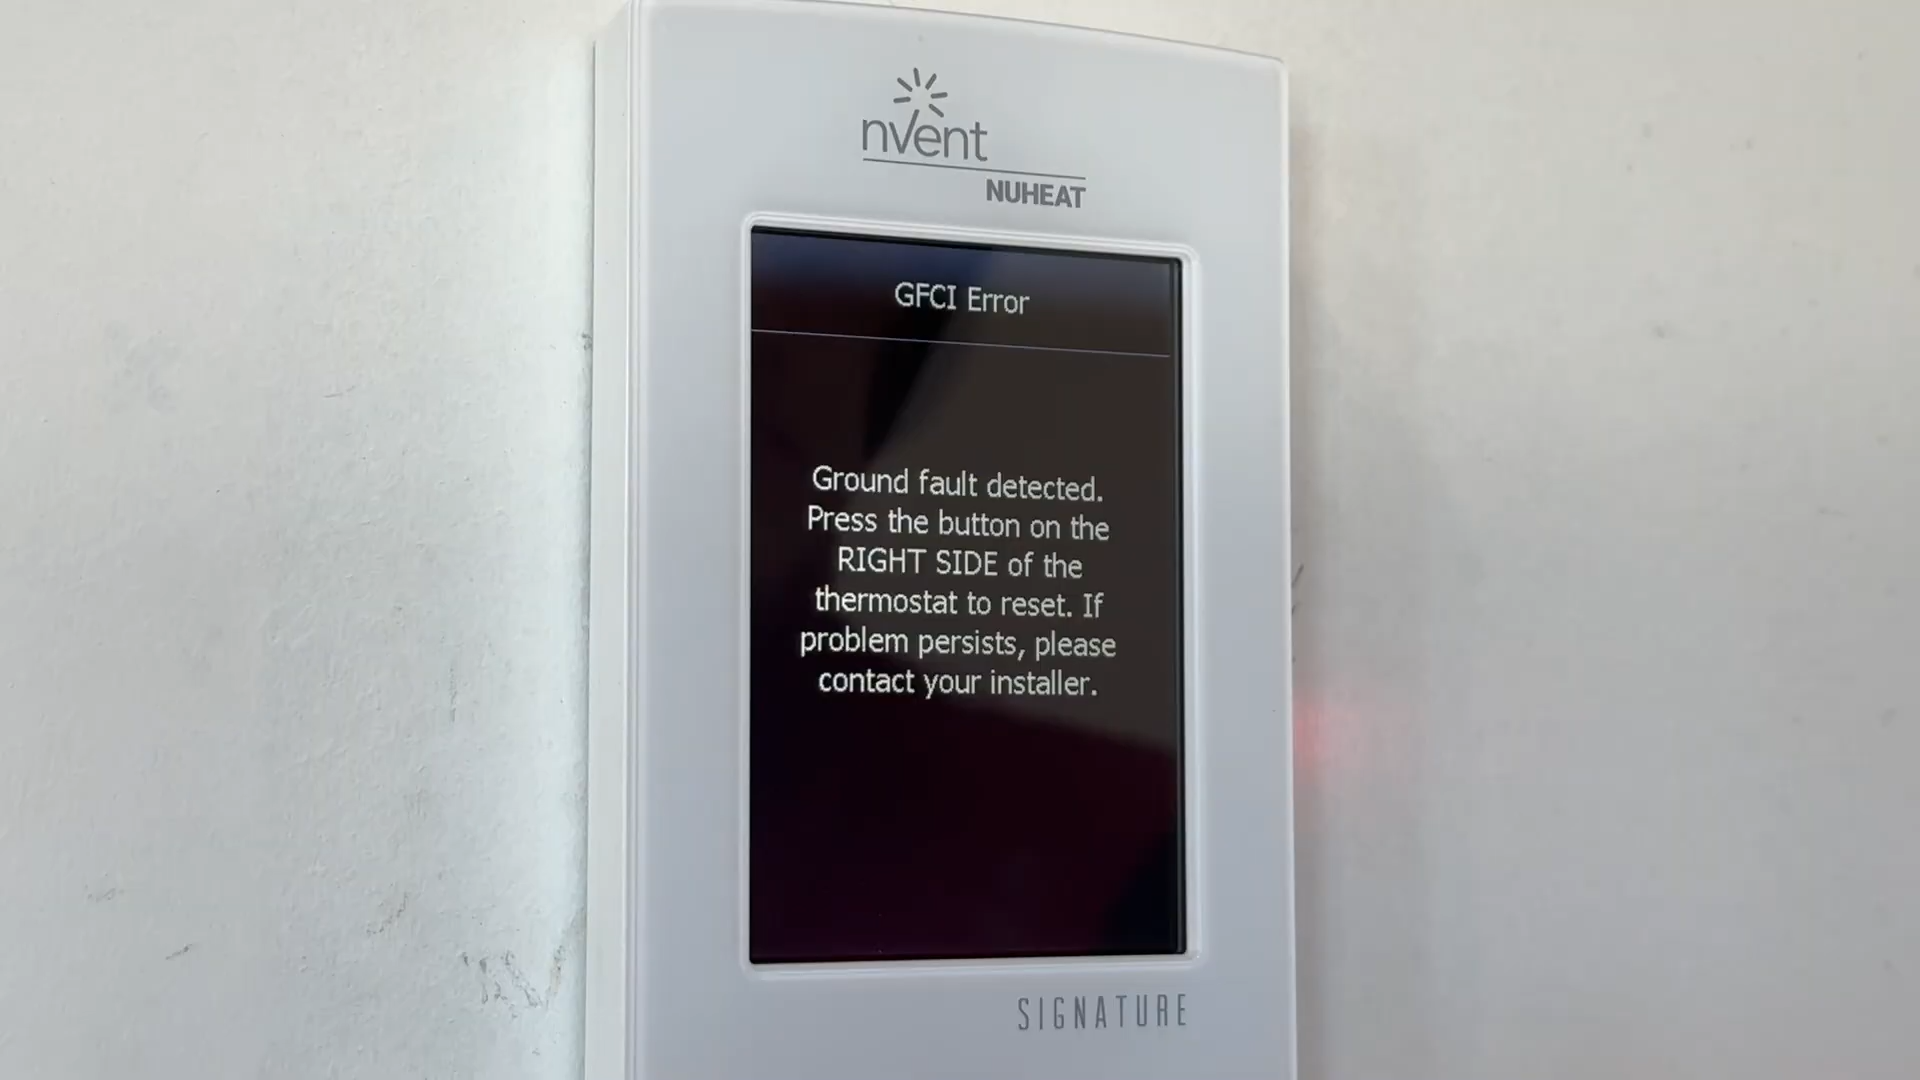 nvent
NUHEAT
GFCI Error
Ground fault detected.
Press the button on the
RIGHT SIDE of the
thermostat to reset. If
problem persists, please
contact your installer.
SIGNATURE